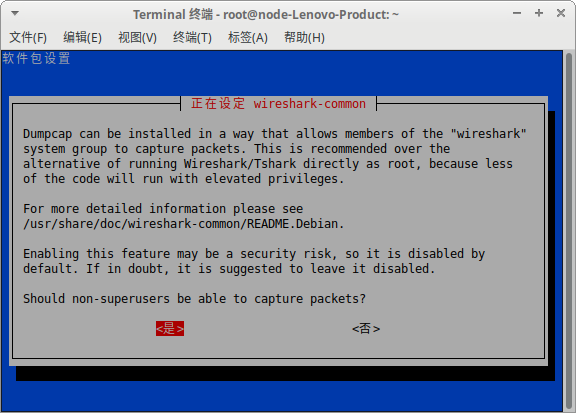 Terminal 终端 - root@node-Lenovo-Product: ~
文件(F) 编辑(E) 视图(V) 终端(T) 标签(A) 帮助(H)
软件包设置
正在设定 wireshark-common
Dumpcap can be installed in a way that allows members of the "wireshark"
system group to capture packets. This is recommended over the
alternative of running Wireshark/Tshark directly as root, because less
of the code will run with elevated privileges.
For more detailed information please see
/usr/share/doc/wireshark-common/README.Debian.
Enabling this feature may be a security risk, so it is disabled by
default. If in doubt, it is suggested to leave it disabled.
Should non-superusers be able to capture packets?
<是> <否>